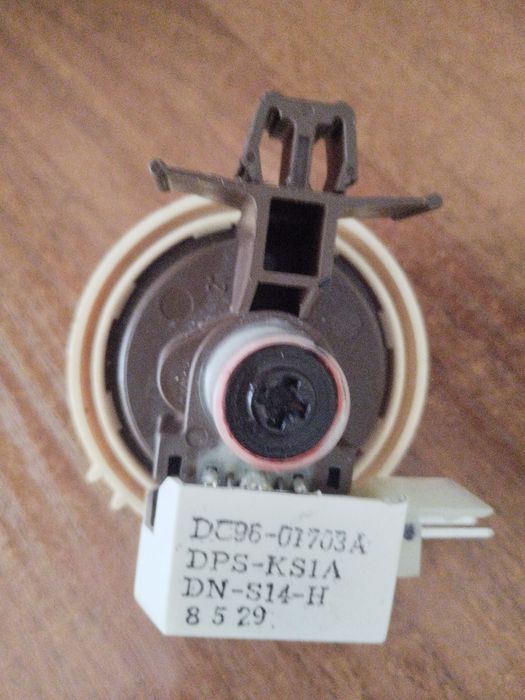 DC96-01703A
DPS-KS1A
DN-S14-H
8 5 29